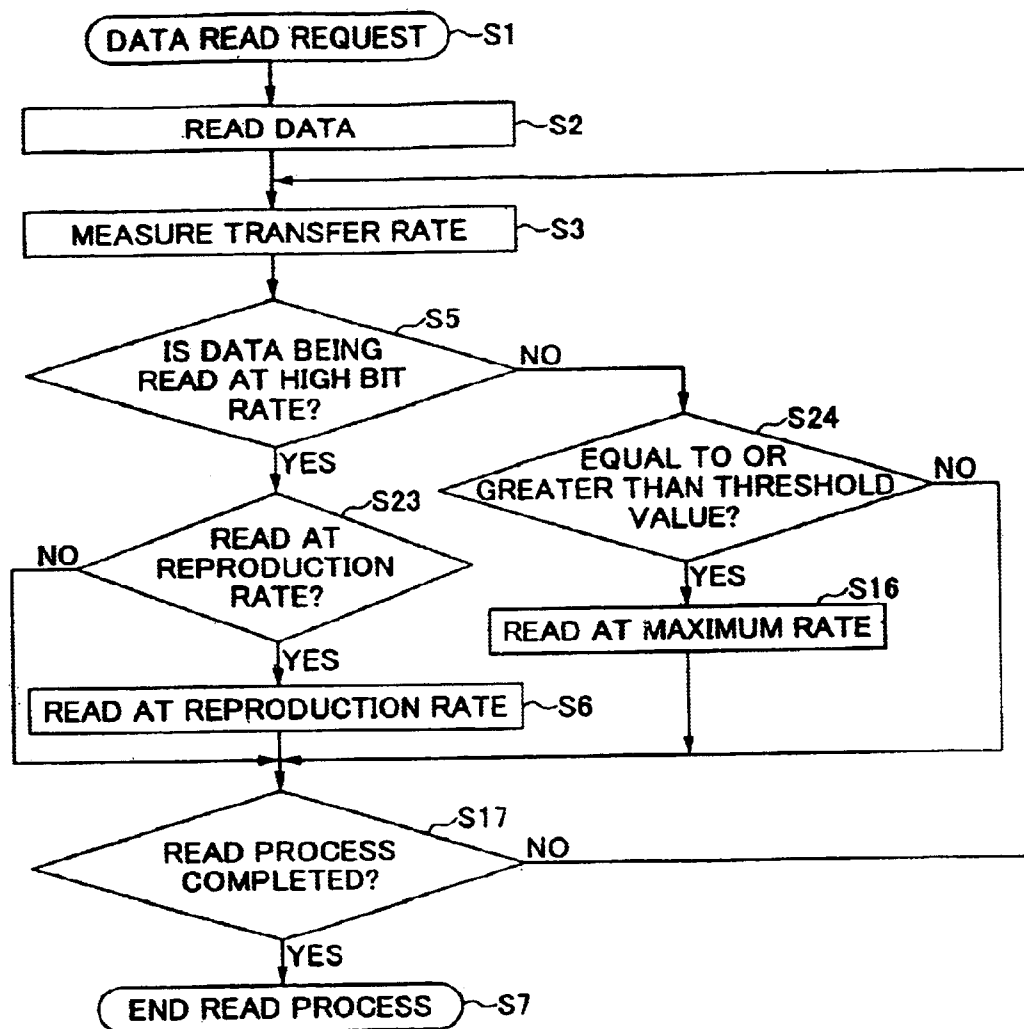 DATA READ REQUEST
S1
READ DATA
S2
MEASURE TRANSFER RATE
S3
S5
IS DATA BEING
READ AT HIGH BIT
RATE?
NO
YES
S24
EQUAL TO OR
GREATER THAN THRESHOLD
VALUE?
NO
YES
S23
READ AT
REPRODUCTION
RATE?
NO
YES
S16
READ AT MAXIMUM RATE
READ AT REPRODUCTION RATE
S6
S17
READ PROCESS
COMPLETED?
NO
YES
END READ PROCESS
S7